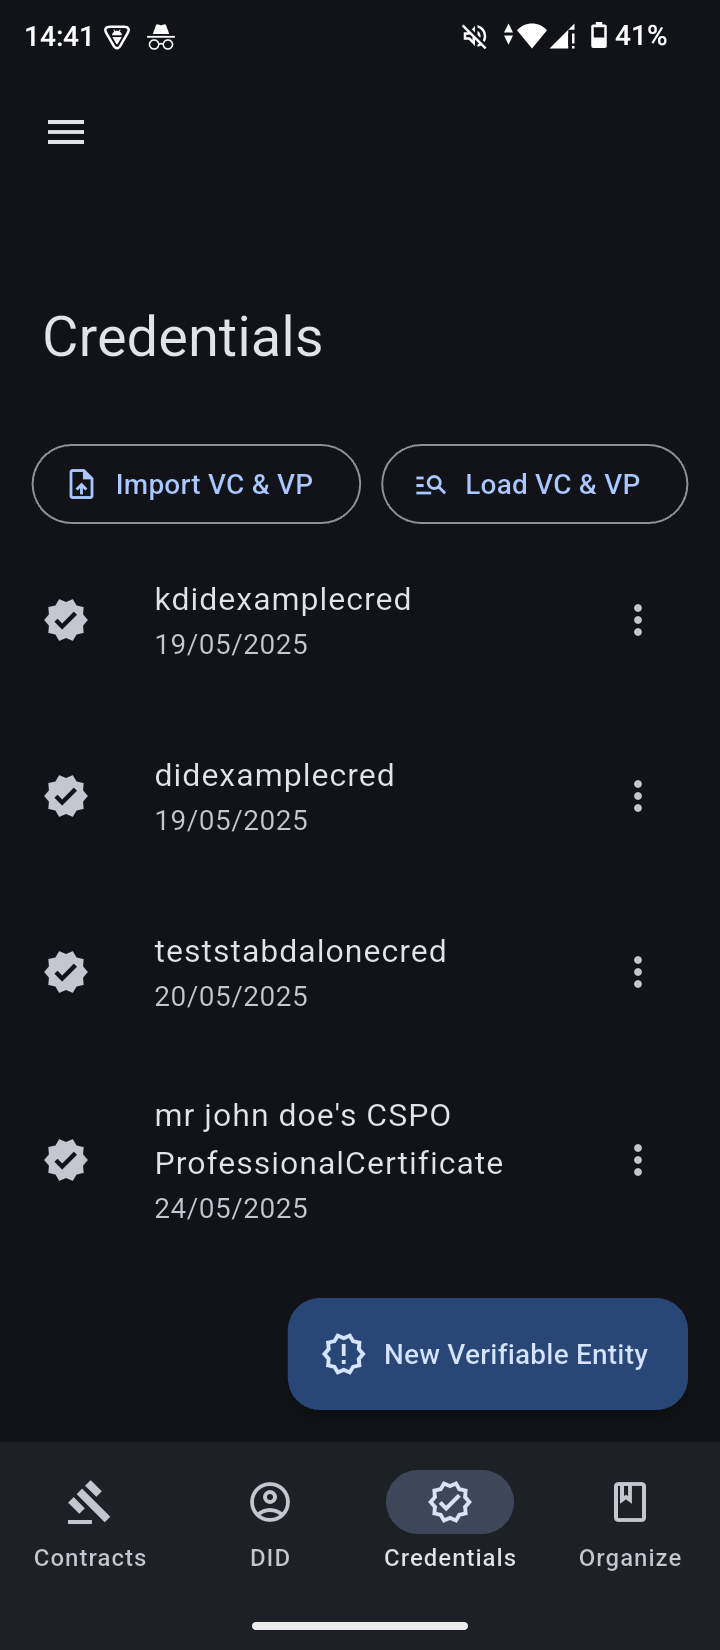 14:41
41%
Credentials
Import VC & VP
Load VC & VP
kdidexamplecred
19/05/2025
didexamplecred
19/05/2025
teststabdalonecred
20/05/2025
mr john doe's CSPO
ProfessionalCertificate
24/05/2025
New Verifiable Entity
Contracts
DID
Credentials
Organize